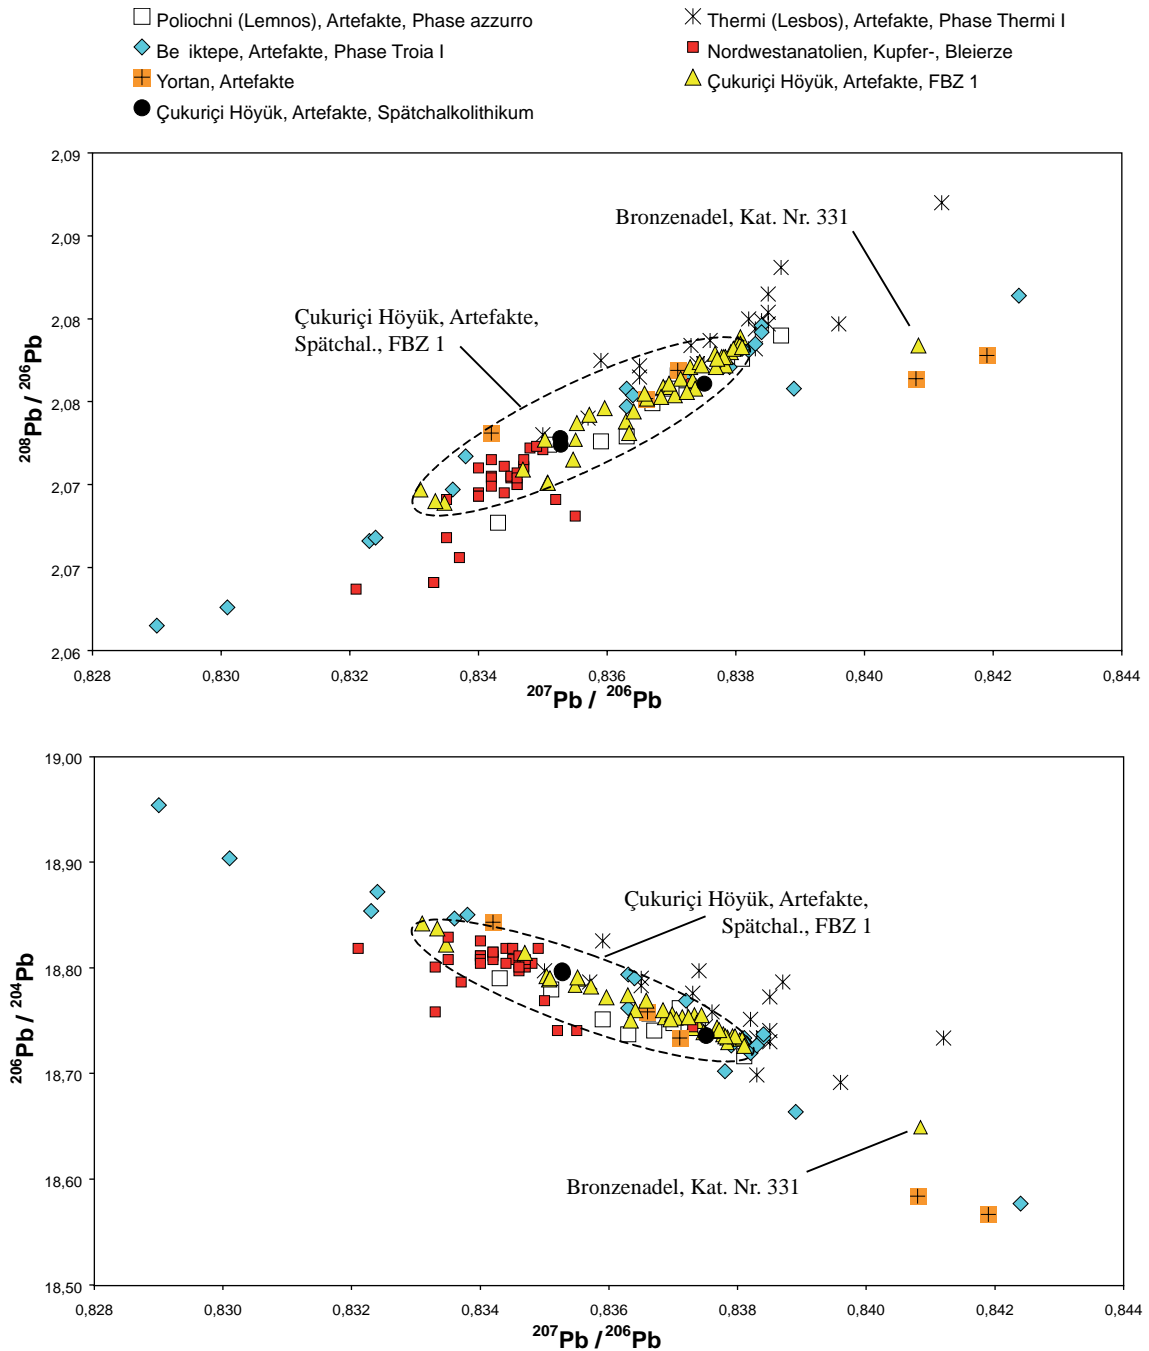 Poliochni (Lemnos), Artefakte, Phase azzurro
Thermi (Lesbos), Artefakte, Phase Thermi I
Be iktepe, Artefakte, Phase Troia I
Nordwestanatolien, Kupfer-, Bleierze
Yortan, Artefakte
Çukuriçi Höyük, Artefakte, FBZ 1
Çukuriçi Höyük, Artefakte, Spätchalkolithikum
2,09
2,09
2,08
2,08
2,07
2,07
2,06
208Pb / 206Pb
Bronzenadel, Kat. Nr. 331
Çukuriçi Höyük, Artefakte,
Spätchal., FBZ 1
0,828 0,830 0,832 0,834 0,836 0,838 0,840 0,842 0,844
207Pb / 206Pb
19,00
18,90
18,80
18,70
18,60
18,50
206Pb / 204Pb
Çukuriçi Höyük, Artefakte,
Spätchal., FBZ 1
Bronzenadel, Kat. Nr. 331
0,828 0,830 0,832 0,834 0,836 0,838 0,840 0,842 0,844
207Pb / 206Pb